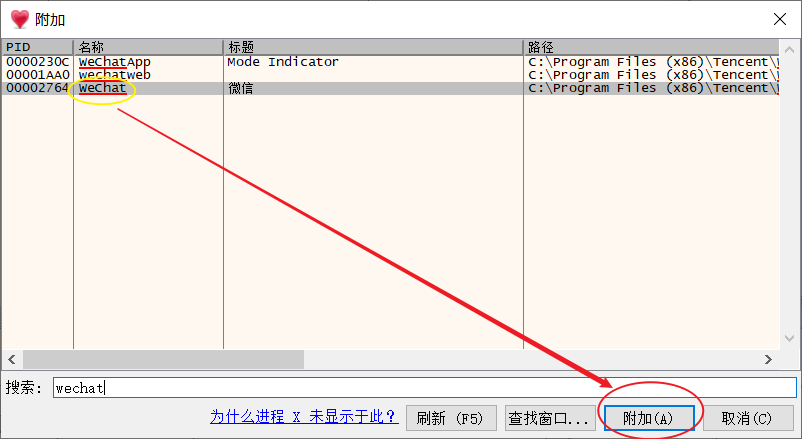 附加
PID 名称 标题 路径
0000230C WeChatApp Mode Indicator C:\Program Files (x86)\Tencent\
00001AA0 wechatweb C:\Program Files (x86)\Tencent\
00002764 WeChat 微信 C:\Program Files (x86)\Tencent\
搜索: wechat
为什么进程 X 未显示于此? 刷新 (F5) 查找窗口... 附加(A) 取消(C)